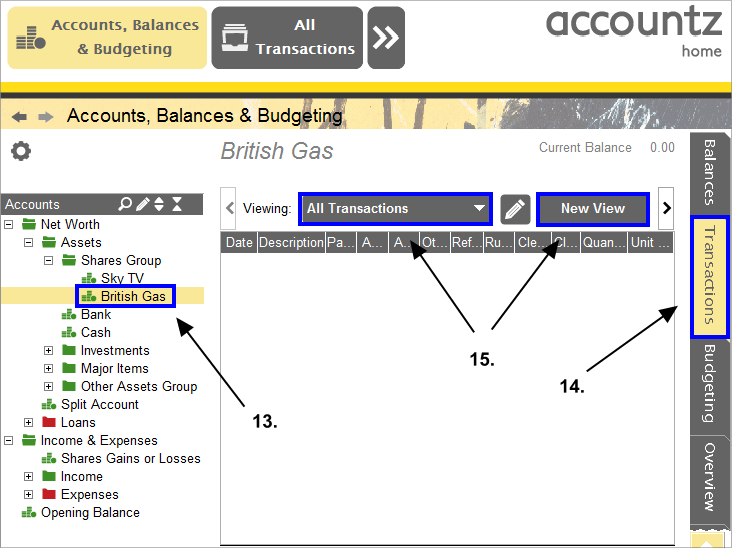 Accounts, Balances
& Budgeting
All
Transactions
accountz
home
Accounts, Balances & Budgeting
British Gas
Current Balance 0.00
Balances
Transactions
Budgeting
Overview
Accounts
Viewing:
All Transactions
New View
Date Description Pa... A... A... Ot... Ref... Ru... Cle... Cl... Quan... Unit ...
Net Worth
Assets
Shares Group
Sky TV
British Gas
Bank
Cash
Investments
Major Items
Other Assets Group
Split Account
Loans
Income & Expenses
Shares Gains or Losses
Income
Expenses
Opening Balance
13.
15.
14.